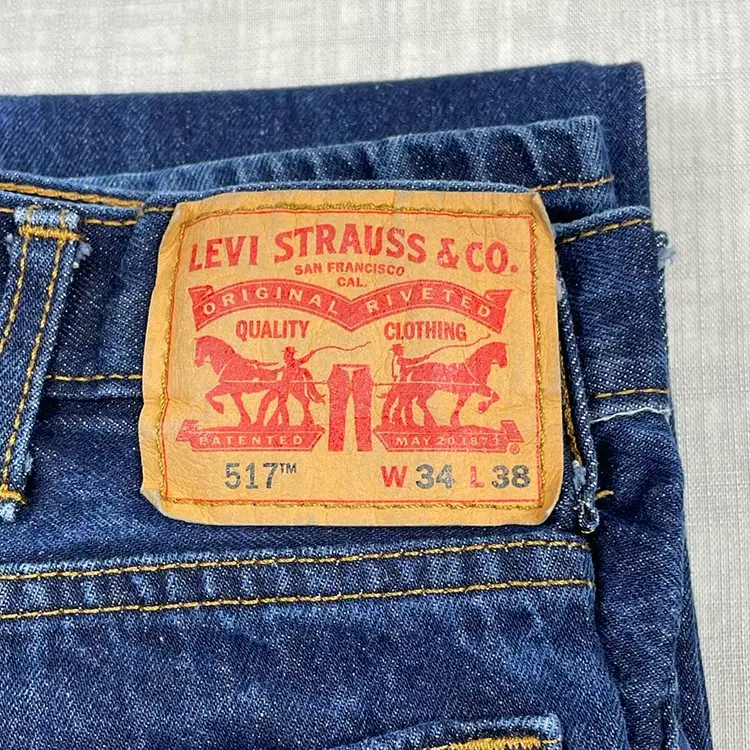 LEVI STRAUSS & CO.
SAN FRANCISCO
CAL.
ORIGINAL RIVETED
QUALITY CLOTHING
PATENTED MAY 20 1873 ®
517™ W 34 L 38